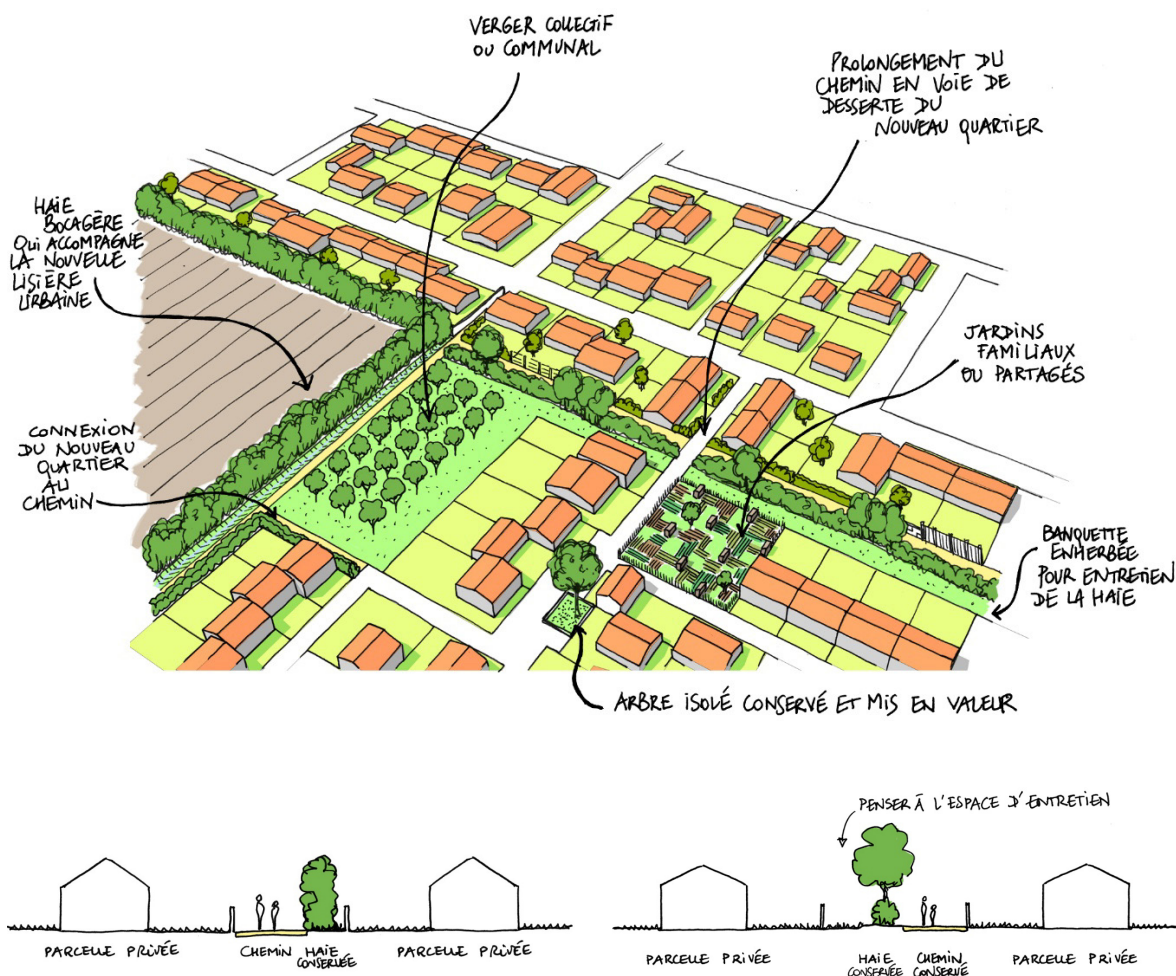 VERGER COLLECTIF
OU COMMUNAL
PROLONGEMENT DU
CHEMIN EN VOIE DE
DESSERTE DU
NOUVEAU QUARTIER
HAIE
BOCAGÈRE
QUI ACCOMPAGNE
LA NOUVELLE
LISIÈRE
URBAINE
JARDINS
FAMILIAUX
OU PARTAGÉS
CONNEXION
DU NOUVEAU
QUARTIER
AU
CHEMIN
BANQUETTE
ENHERBÉE
POUR ENTRETIEN
DE LA HAIE
ARBRE ISOLÉ CONSERVÉ ET MIS EN VALEUR
PENSER À L'ESPACE D'ENTRETIEN
PARCELLE PRIVÉE
CHEMIN
HAIE
CONSERVÉE
PARCELLE PRIVÉE
PARCELLE PRIVÉE
HAIE
CONSERVÉE
CHEMIN
CONSERVÉ
PARCELLE PRIVÉE